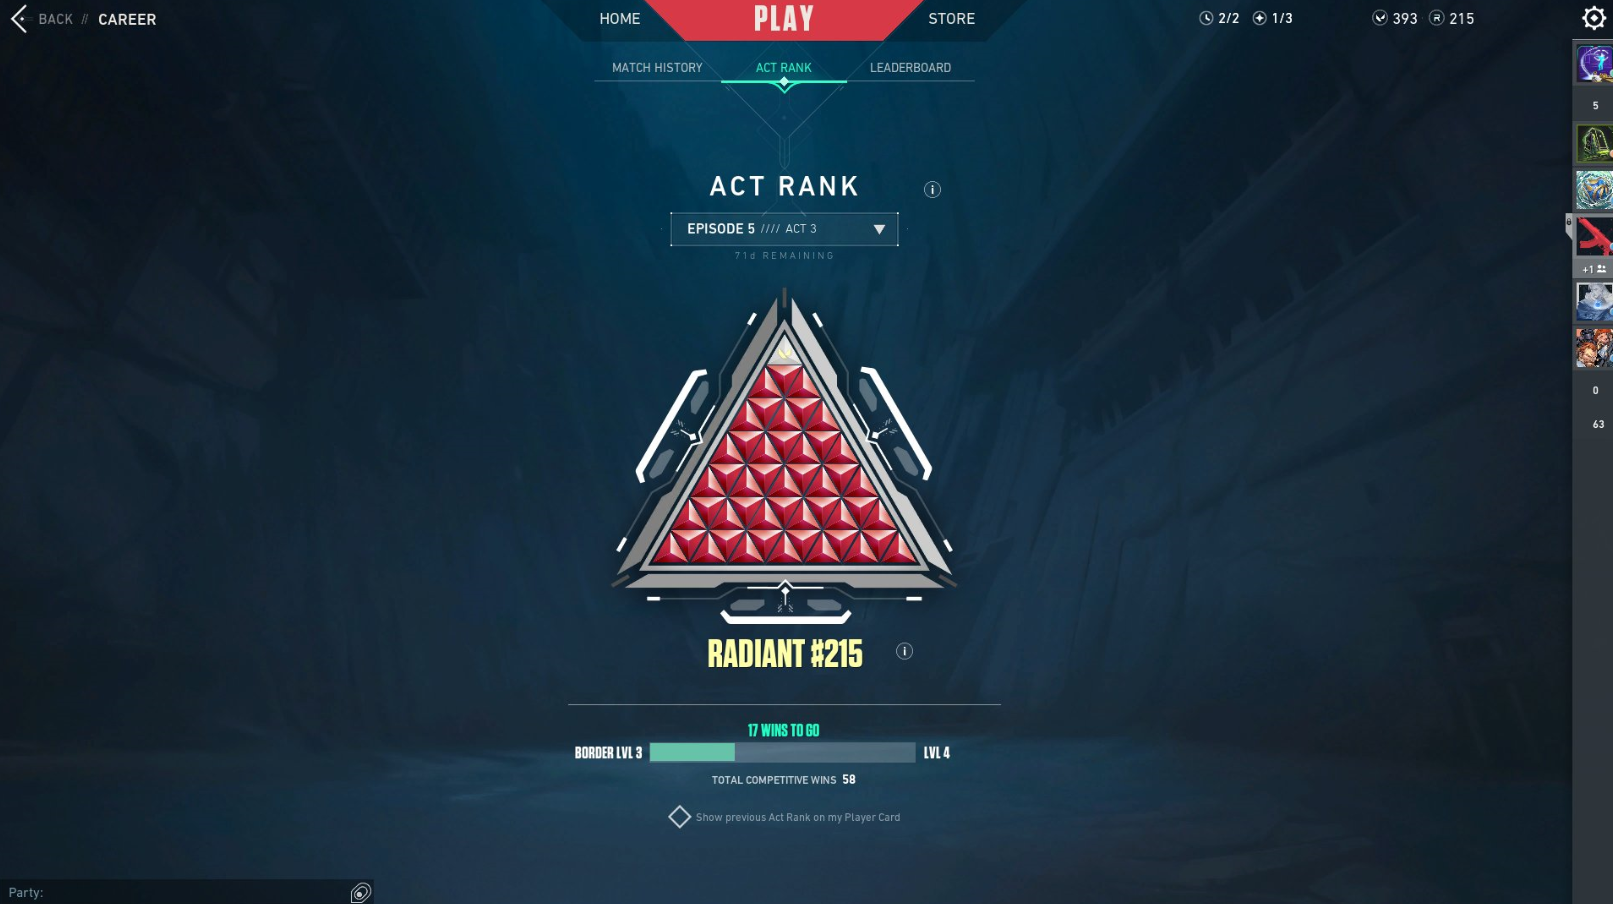 BACK // CAREER
HOME
PLAY
STORE
2/2
1/3
393
R 215
MATCH HISTORY
ACT RANK
LEADERBOARD
5
ACT RANK
i
EPISODE 5 //// ACT 3
71d REMAINING
+1
0
63
RADIANT #215
i
17 WINS TO GO
BORDER LVL 3
LVL 4
TOTAL COMPETITIVE WINS 58
Show previous Act Rank on my Player Card
Party: